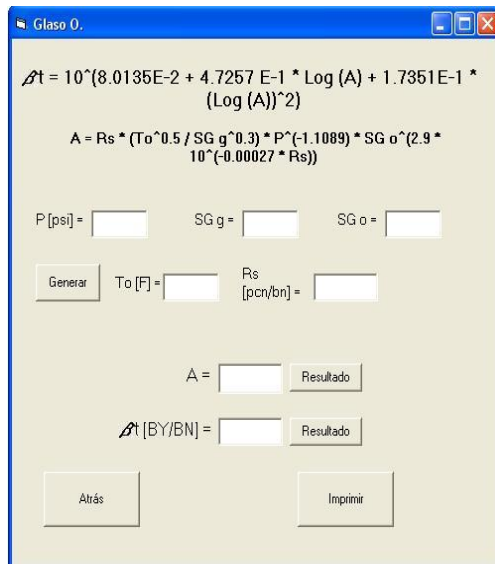 Glaso O.
βt = 10^(8.0135E-2 + 4.7257 E-1 * Log (A) + 1.7351E-1 *
(Log (A))^2)
A = Rs * (To^0.5 / SG g^0.3) * P^(-1.1089) * SG o^(2.9 *
10^(-0.00027 * Rs))
P [psi] = SG g = SG o =
Generar To [F] = Rs
[pcn/bn] =
A = Resultado
βt [BY/BN] = Resultado
Atrás Imprimir